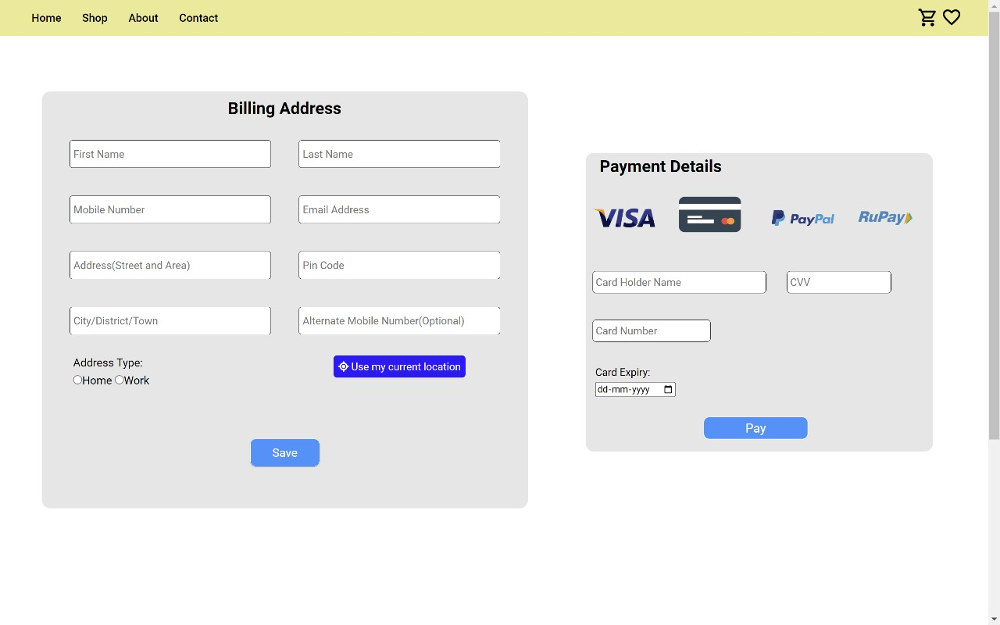 Home Shop About Contact
Billing Address
First Name Last Name
Mobile Number Email Address
Address(Street and Area) Pin Code
City/District/Town Alternate Mobile Number(Optional)
Address Type:
Home Work
Use my current location
Save
Payment Details
VISA PayPal RuPay
Card Holder Name CVV
Card Number
Card Expiry:
dd-mm-yyyy
Pay